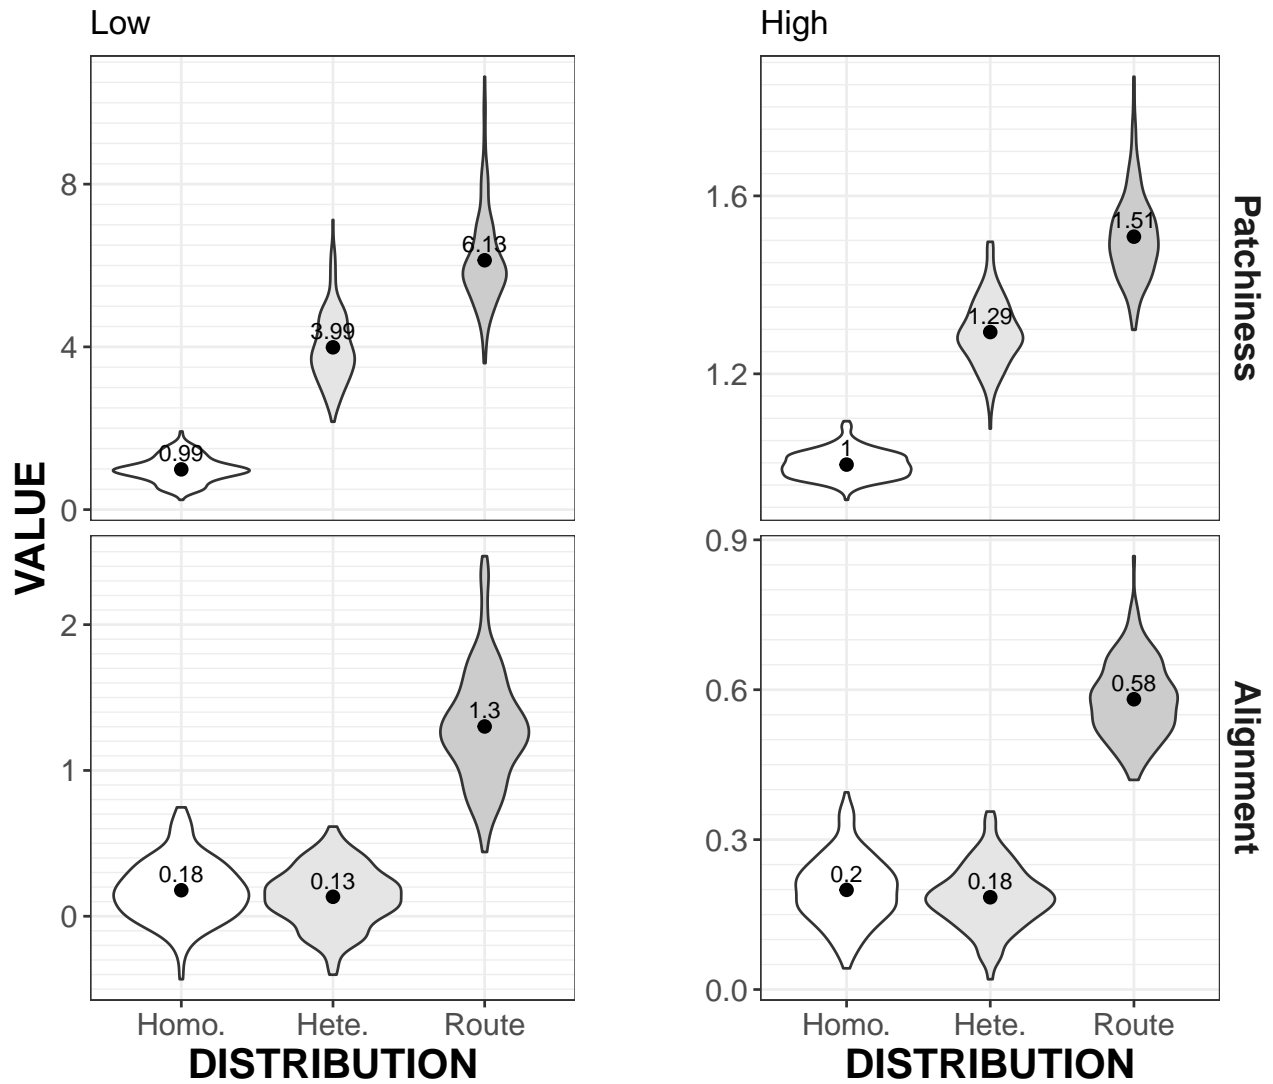 Low
High
8
4
0
6.13
3.99
0.99
1.6
1.2
1.51
1.29
1
Patchiness
VALUE
2
1
0
1.3
0.18
0.13
0.9
0.6
0.3
0.0
0.58
0.2
0.18
Alignment
Homo. Hete. Route
Homo. Hete. Route
DISTRIBUTION
DISTRIBUTION